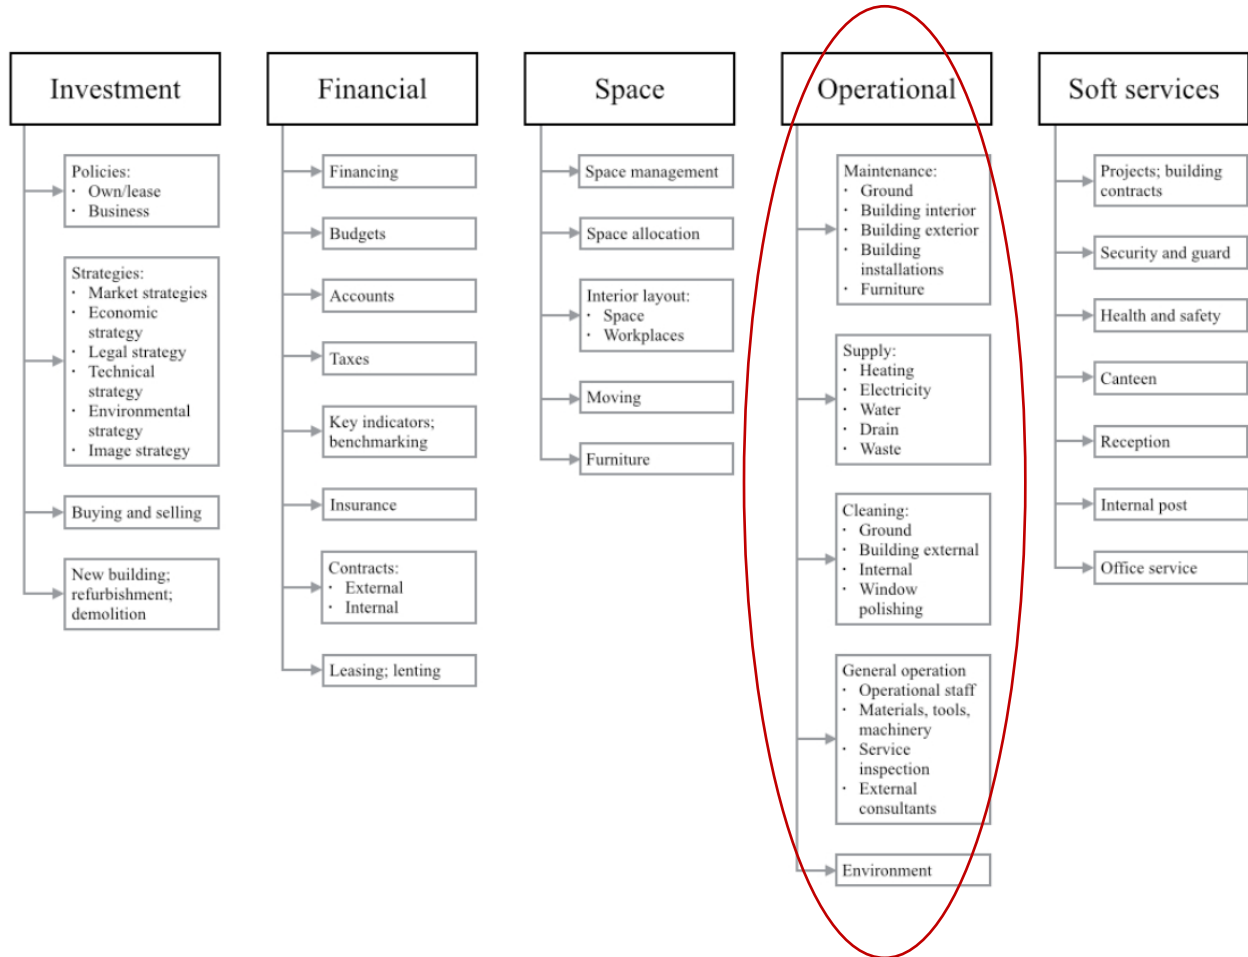 Investment
Policies:
· Own/lease
· Business
Strategies:
· Market strategies
· Economic
strategy
· Legal strategy
· Technical
strategy
· Environmental
strategy
· Image strategy
Buying and selling
New building;
refurbishment;
demolition
Financial
Financing
Budgets
Accounts
Taxes
Key indicators;
benchmarking
Insurance
Contracts:
· External
· Internal
Leasing; lenting
Space
Space management
Space allocation
Interior layout:
· Space
· Workplaces
Moving
Furniture
Operational
Maintenance:
· Ground
· Building interior
· Building exterior
· Building
installations
· Furniture
Supply:
· Heating
· Electricity
· Water
· Drain
· Waste
Cleaning:
· Ground
· Building external
· Internal
· Window
polishing
General operation
· Operational staff
· Materials, tools,
machinery
· Service
inspection
· External
consultants
Environment
Soft services
Projects; building
contracts
Security and guard
Health and safety
Canteen
Reception
Internal post
Office service